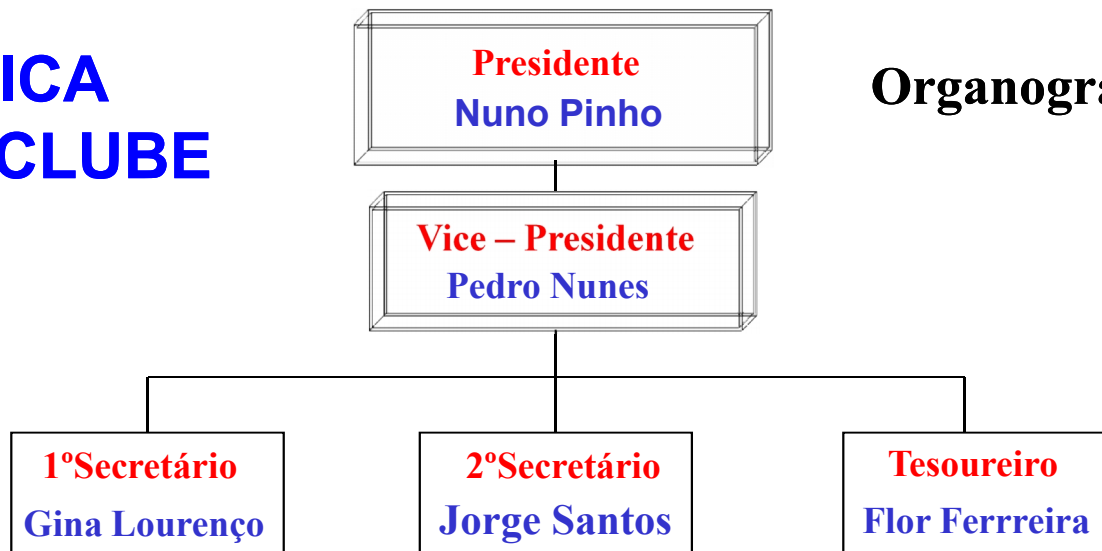 ICA
CLUBE
Presidente
Nuno Pinho
Organogra
Vice – Presidente
Pedro Nunes
1ºSecretário
Gina Lourenço
2ºSecretário
Jorge Santos
Tesoureiro
Flor Ferrreira